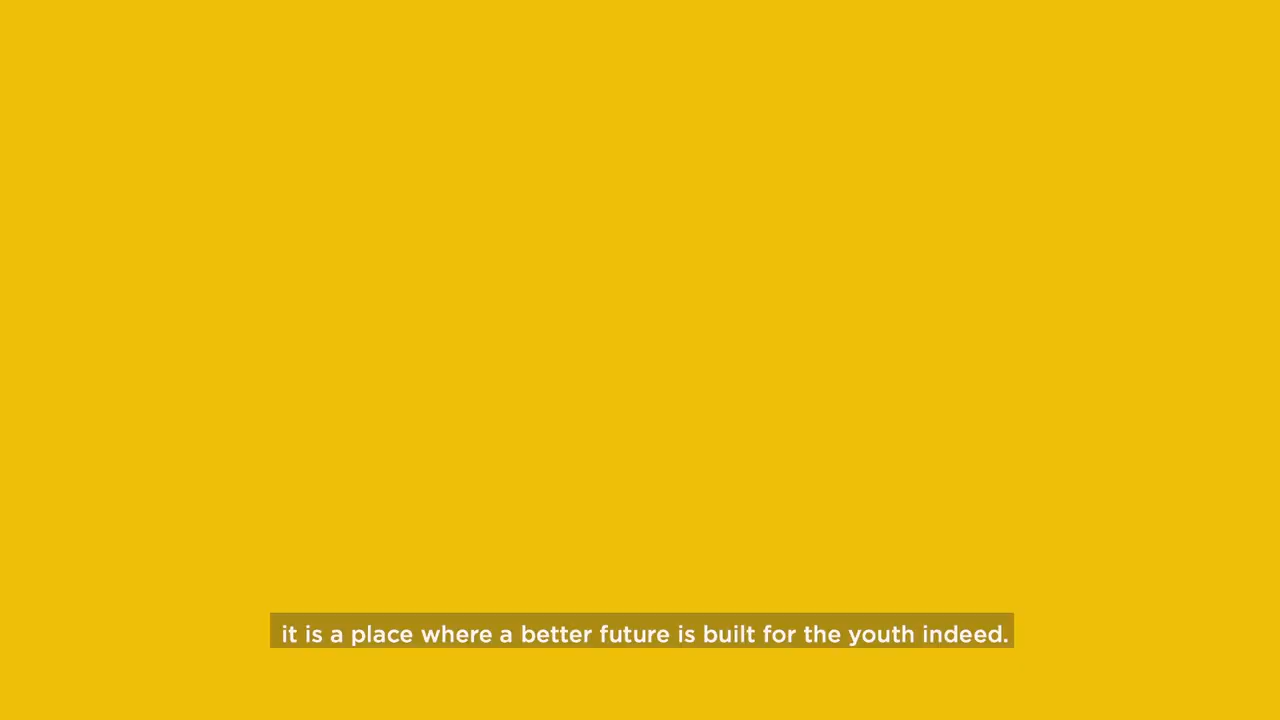 it is a place where a better future is built for the youth indeed.